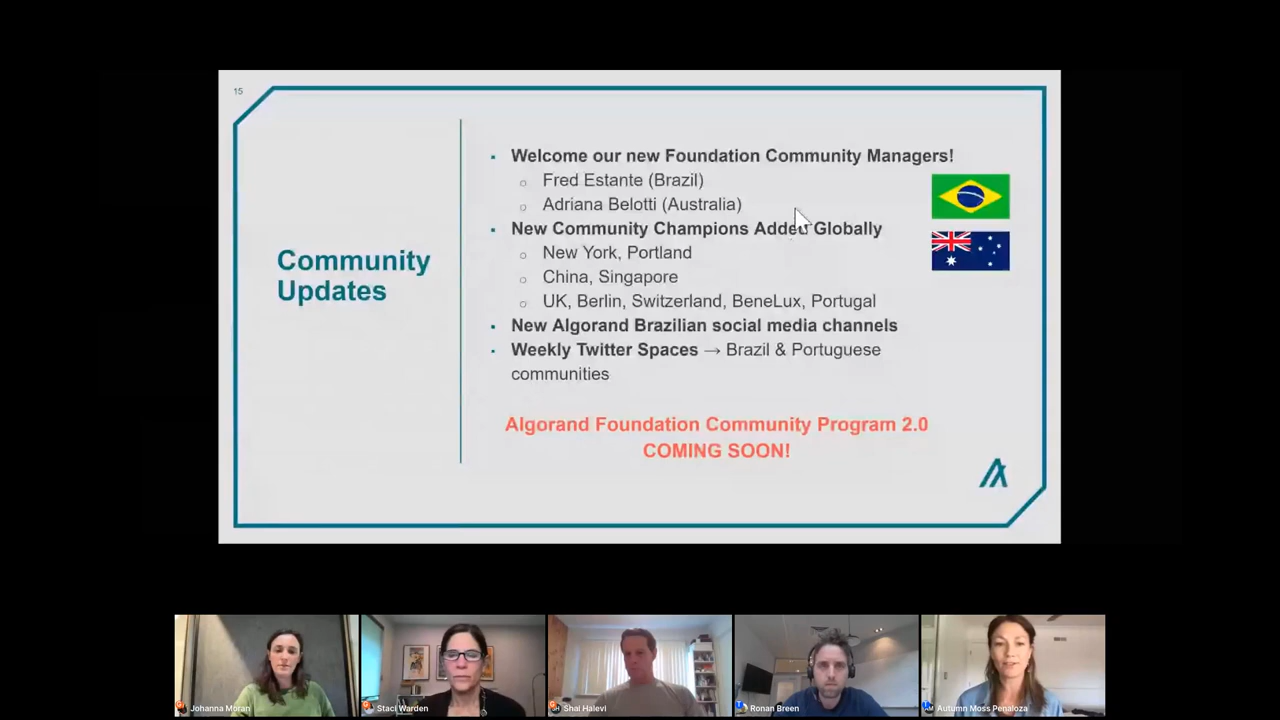 15
Community
Updates
Welcome our new Foundation Community Managers!
Fred Estante (Brazil)
Adriana Belotti (Australia)
New Community Champions Added Globally
New York, Portland
China, Singapore
UK, Berlin, Switzerland, BeneLux, Portugal
New Algorand Brazilian social media channels
Weekly Twitter Spaces → Brazil & Portuguese
communities
Algorand Foundation Community Program 2.0
COMING SOON!
Johanna Moran
Staci Warden
Shai Halevi
Ronan Breen
Autumn Moss Penaloza